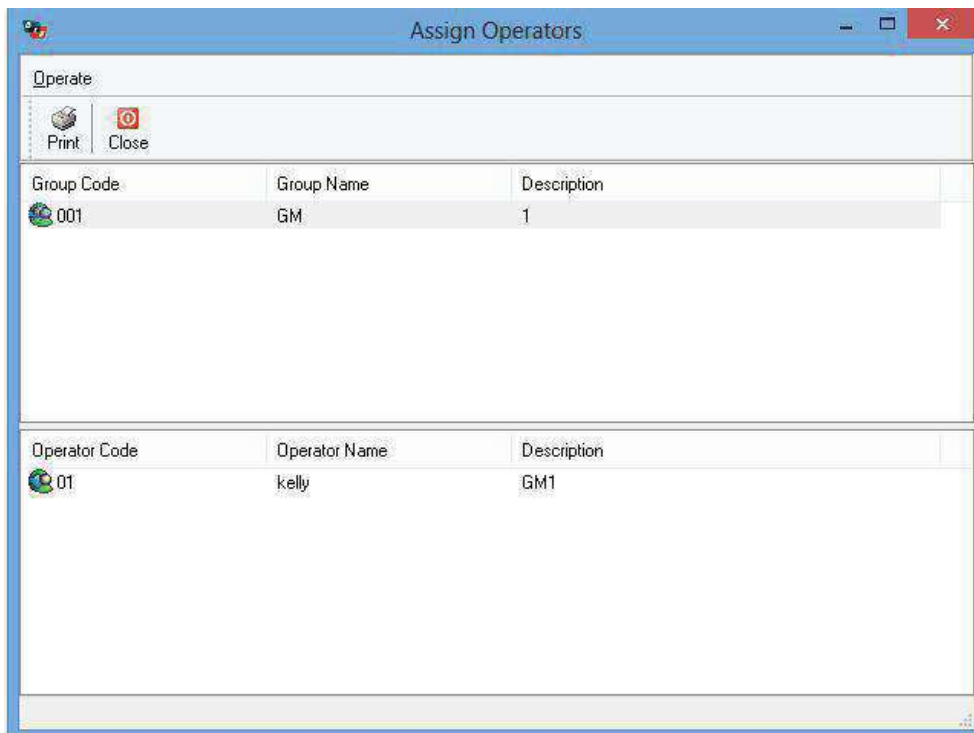 Assign Operators
Operate
Print Close
Group Code Group Name Description
001 GM 1
Operator Code Operator Name Description
01 kelly GM1